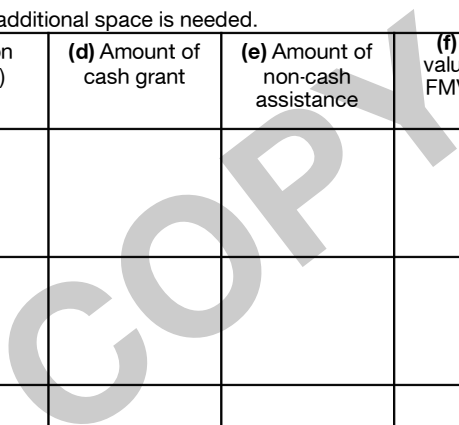 additional space is needed.
on
)
(d) Amount of
cash grant
(e) Amount of
non-cash
assistance
(f)
valu
FMV
COPY